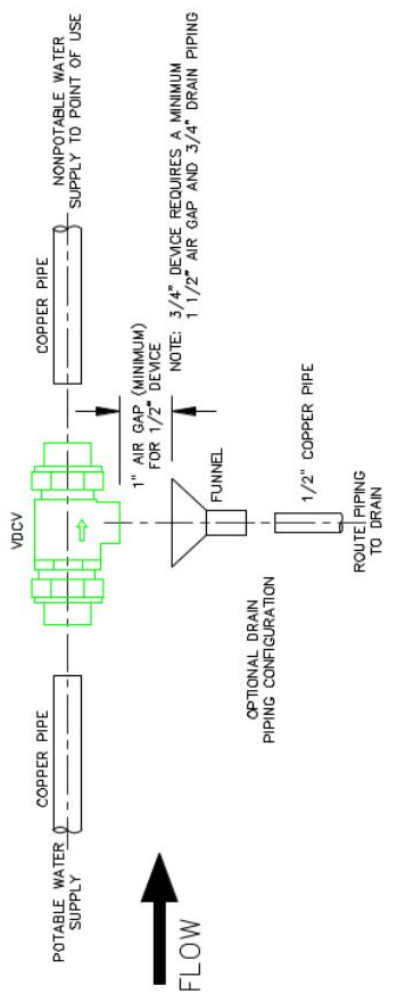 POTABLE WATER
SUPPLY
COPPER PIPE
VDCV
COPPER PIPE
NONPOTABLE WATER
SUPPLY TO POINT OF USE
1" AIR GAP (MINIMUM)
FOR 1/2" DEVICE
NOTE: 3/4" DEVICE REQUIRES A MINIMUM
1 1/2" AIR GAP AND 3/4" DRAIN PIPING
FLOW
FUNNEL
OPTIONAL DRAIN
PIPING CONFIGURATION
1/2" COPPER PIPE
ROUTE PIPING
TO DRAIN